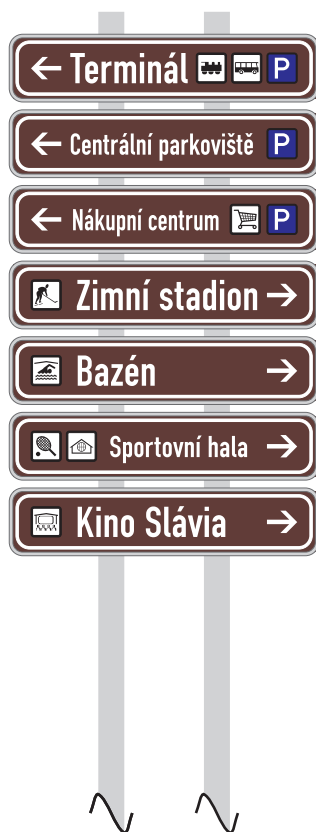 ← Terminál P
← Centrální parkoviště P
← Nákupní centrum P
Zimní stadion →
Bazén →
Sportovní hala →
Kino Slávia →